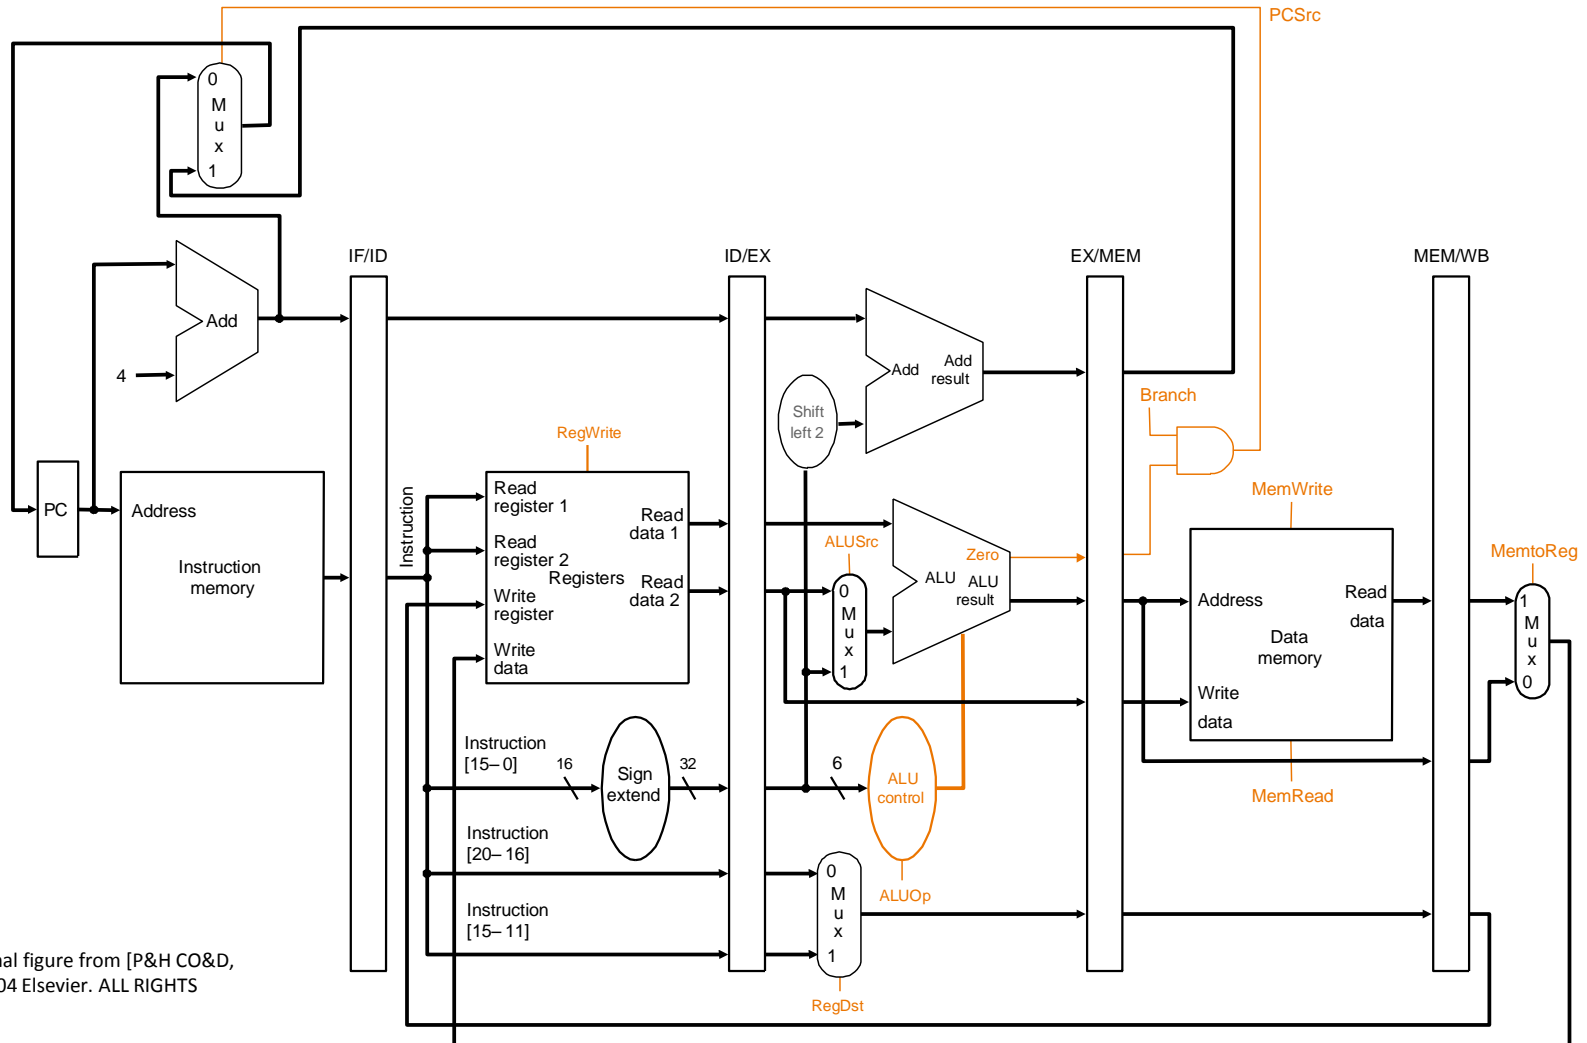 PCSrc
0
M
u
x
1
IF/ID
ID/EX
EX/MEM
MEM/WB
Add
4
Add
Add
result
Shift
left 2
Branch
RegWrite
PC
Address
Instruction
memory
Instruction
Read
register 1
Read
register 2
Write
register
Write
data
Registers
Read
data 1
Read
data 2
ALUSrc
0
M
u
x
1
Zero
ALU
ALU
result
MemWrite
Address
Read
data
Data
memory
Write
data
MemRead
MemtoReg
1
M
u
x
0
Instruction
[15–0]
16
Sign
extend
32
6
ALU
control
ALUOp
Instruction
[20–16]
Instruction
[15–11]
0
M
u
x
1
RegDst
nal figure from [P&H CO&D,
04 Elsevier. ALL RIGHTS